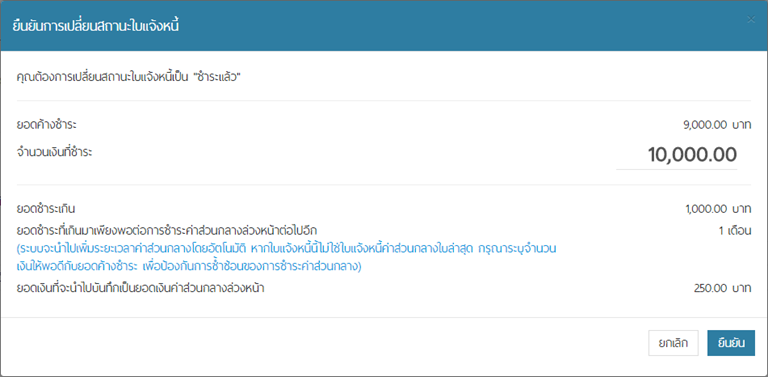 ยืนยันการเปลี่ยนสถานะใบแจ้งหนี้
×
คุณต้องการเปลี่ยนสถานะใบแจ้งหนี้เป็น "ชำระแล้ว"
ยอดค้างชำระ 9,000.00 บาท
จำนวนเงินที่ชำระ 10,000.00
ยอดชำระเกิน 1,000.00 บาท
ยอดชำระที่เกินมาเพียงพอต่อการชำระค่าส่วนกลางล่วงหน้าต่อไปอีก 1 เดือน
(ระบบจะนำไปเพิ่มระยะเวลาค่าส่วนกลางโดยอัตโนมัติ หากใบแจ้งหนี้นี้ไม่ใช่ใบแจ้งหนี้ค่าส่วนกลางใบล่าสุด กรุณาระบุจำนวน
เงินให้พอดีกับยอดค้างชำระ เพื่อป้องกันการซ้ำซ้อนของการชำระค่าส่วนกลาง)
ยอดเงินที่จะนำไปบันทึกเป็นยอดเงินค่าส่วนกลางล่วงหน้า 250.00 บาท
ยกเลิก ยืนยัน